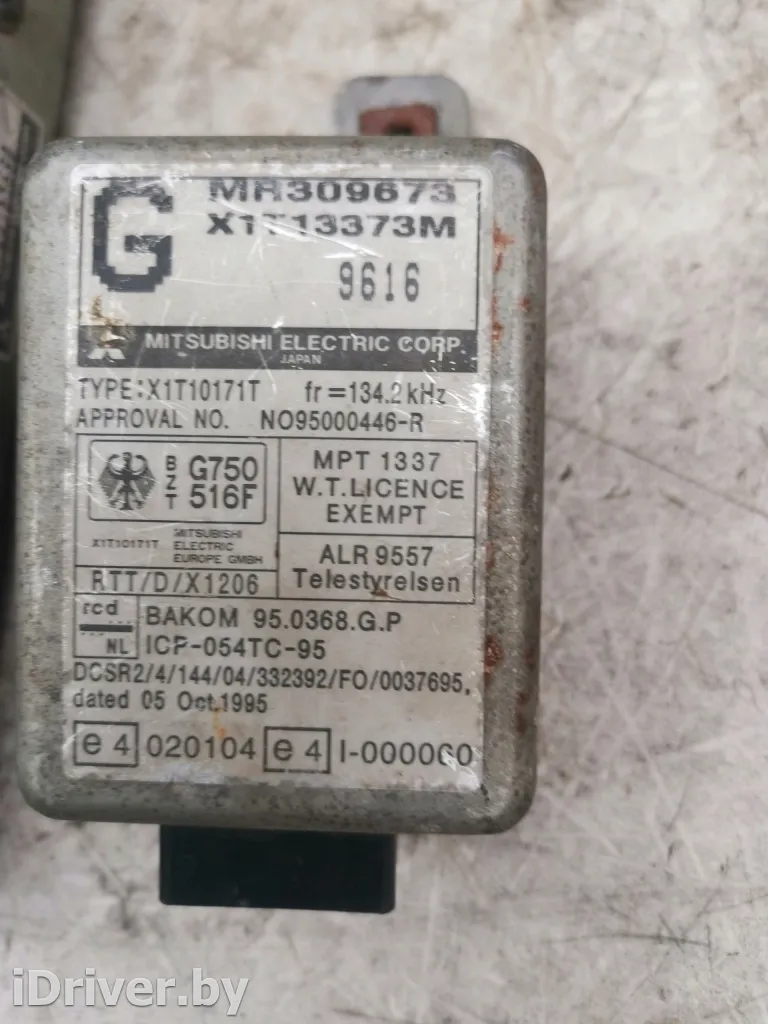 G
MR309673
X1T13373M
9616
MITSUBISHI ELECTRIC CORP.
JAPAN
TYPE:X1T10171T fr=134.2kHz
APPROVAL NO. NO95000446-R
BZT G750 516F
MPT 1337
W.T.LICENCE
EXEMPT
X1T10171T MITSUBISHI
ELECTRIC
EUROPE GMBH
ALR 9557
Telestyrelsen
RTT/D/X1206
rcd
NL
BAKOM 95.0368.G.P
ICP-054TC-95
DCSR2/4/144/04/332392/FO/0037695,
dated 05 Oct.1995
e 4 020104 e 4 I-000060
iDriver.by